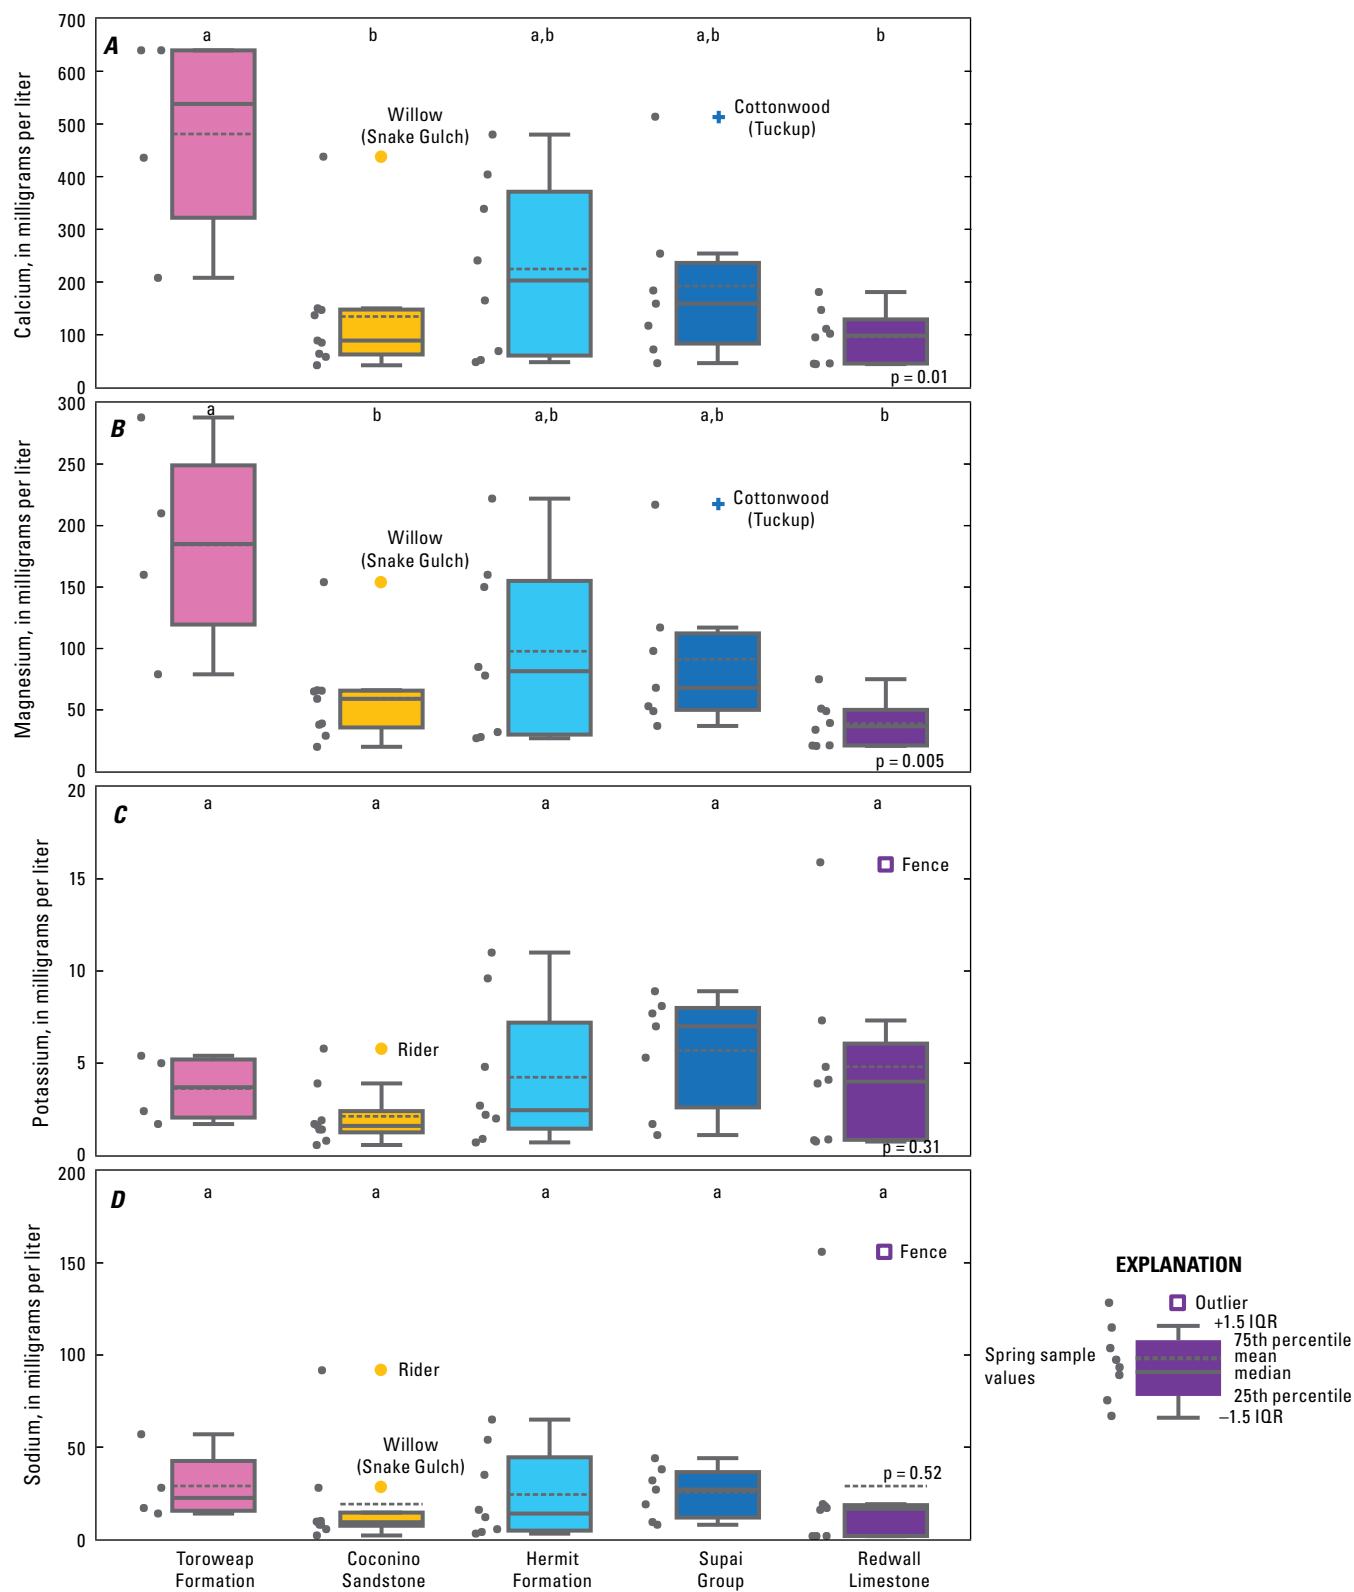 A
Calcium, in milligrams per liter
700
600
500
400
300
200
100
0
a
b
a,b
a,b
b
Willow
(Snake Gulch)
Cottonwood
(Tuckup)
p = 0.01
B
Magnesium, in milligrams per liter
300
250
200
150
100
50
0
a
b
a,b
a,b
b
Willow
(Snake Gulch)
Cottonwood
(Tuckup)
p = 0.005
C
Potassium, in milligrams per liter
20
15
10
5
0
a
a
a
a
a
Fence
Rider
p = 0.31
D
Sodium, in milligrams per liter
200
150
100
50
0
a
a
a
a
a
Fence
Rider
Willow
(Snake Gulch)
p = 0.52
Toroweap
Formation
Coconino
Sandstone
Hermit
Formation
Supai
Group
Redwall
Limestone
EXPLANATION
Outlier
+1.5 IQR
75th percentile
mean
median
25th percentile
–1.5 IQR
Spring sample
values